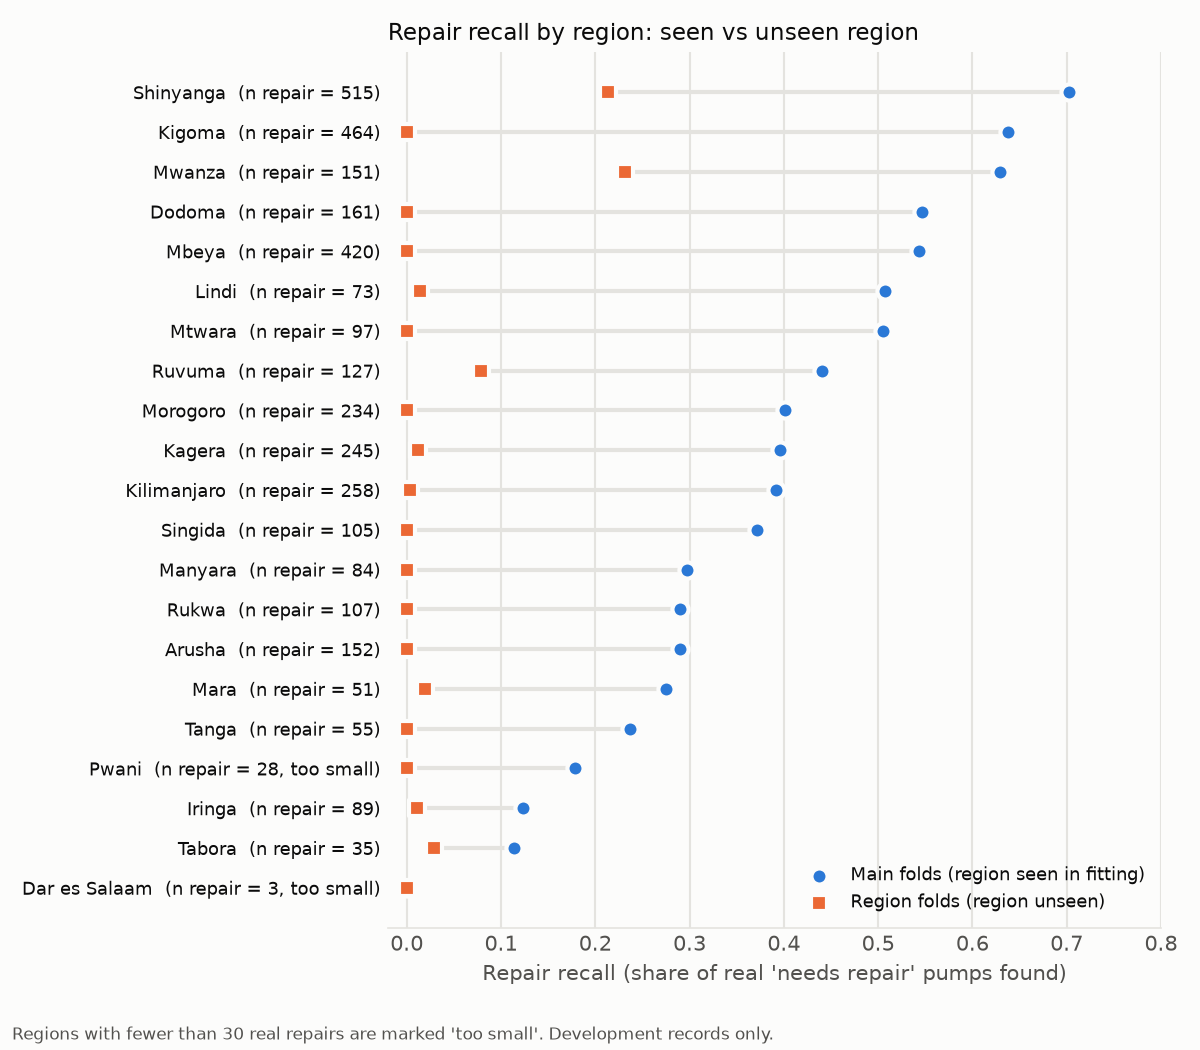 Repair recall by region: seen vs unseen region
Shinyanga (n repair = 515)
Kigoma (n repair = 464)
Mwanza (n repair = 151)
Dodoma (n repair = 161)
Mbeya (n repair = 420)
Lindi (n repair = 73)
Mtwara (n repair = 97)
Ruvuma (n repair = 127)
Morogoro (n repair = 234)
Kagera (n repair = 245)
Kilimanjaro (n repair = 258)
Singida (n repair = 105)
Manyara (n repair = 84)
Rukwa (n repair = 107)
Arusha (n repair = 152)
Mara (n repair = 51)
Tanga (n repair = 55)
Pwani (n repair = 28, too small)
Iringa (n repair = 89)
Tabora (n repair = 35)
Dar es Salaam (n repair = 3, too small)
Main folds (region seen in fitting)
Region folds (region unseen)
0.0 0.1 0.2 0.3 0.4 0.5 0.6 0.7 0.8
Repair recall (share of real 'needs repair' pumps found)
Regions with fewer than 30 real repairs are marked 'too small'. Development records only.